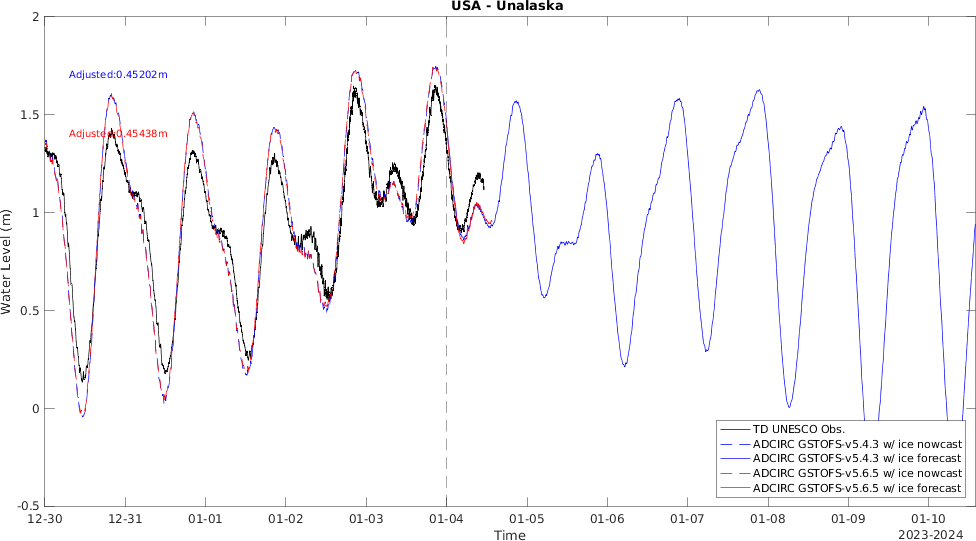 USA - Unalaska
2
1.5
1
0.5
0
-0.5
Water Level (m)
Adjusted:0.45202m
Adjusted:0.45438m
TD UNESCO Obs.
ADCIRC GSTOFS-v5.4.3 w/ ice nowcast
ADCIRC GSTOFS-v5.4.3 w/ ice forecast
ADCIRC GSTOFS-v5.6.5 w/ ice nowcast
ADCIRC GSTOFS-v5.6.5 w/ ice forecast
12-30 12-31 01-01 01-02 01-03 01-04 01-05 01-06 01-07 01-08 01-09 01-10
Time
2023-2024